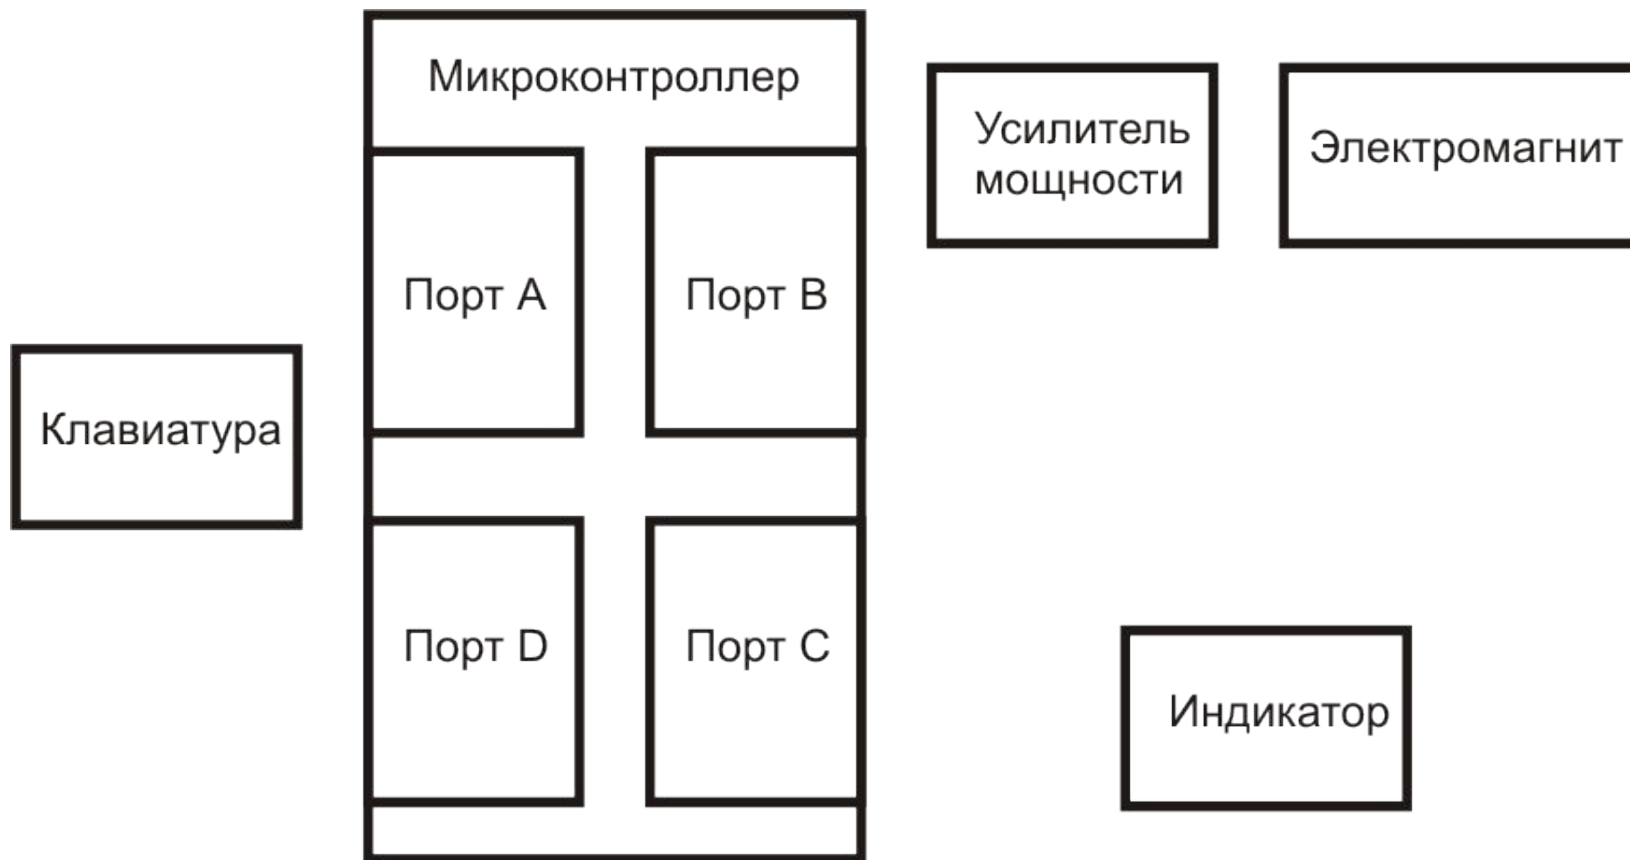 Микроконтроллер
Усилитель
мощности
Электромагнит
Порт A
Порт B
Клавиатура
Порт D
Порт C
Индикатор